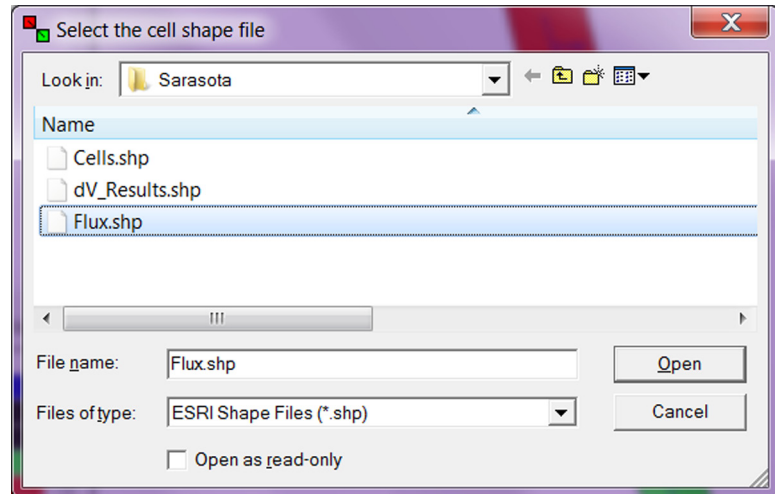 Select the cell shape file
X
Look in: Sarasota
Name
Cells.shp
dV_Results.shp
Flux.shp
File name: Flux.shp Open
Files of type: ESRI Shape Files (*.shp) Cancel
Open as read-only